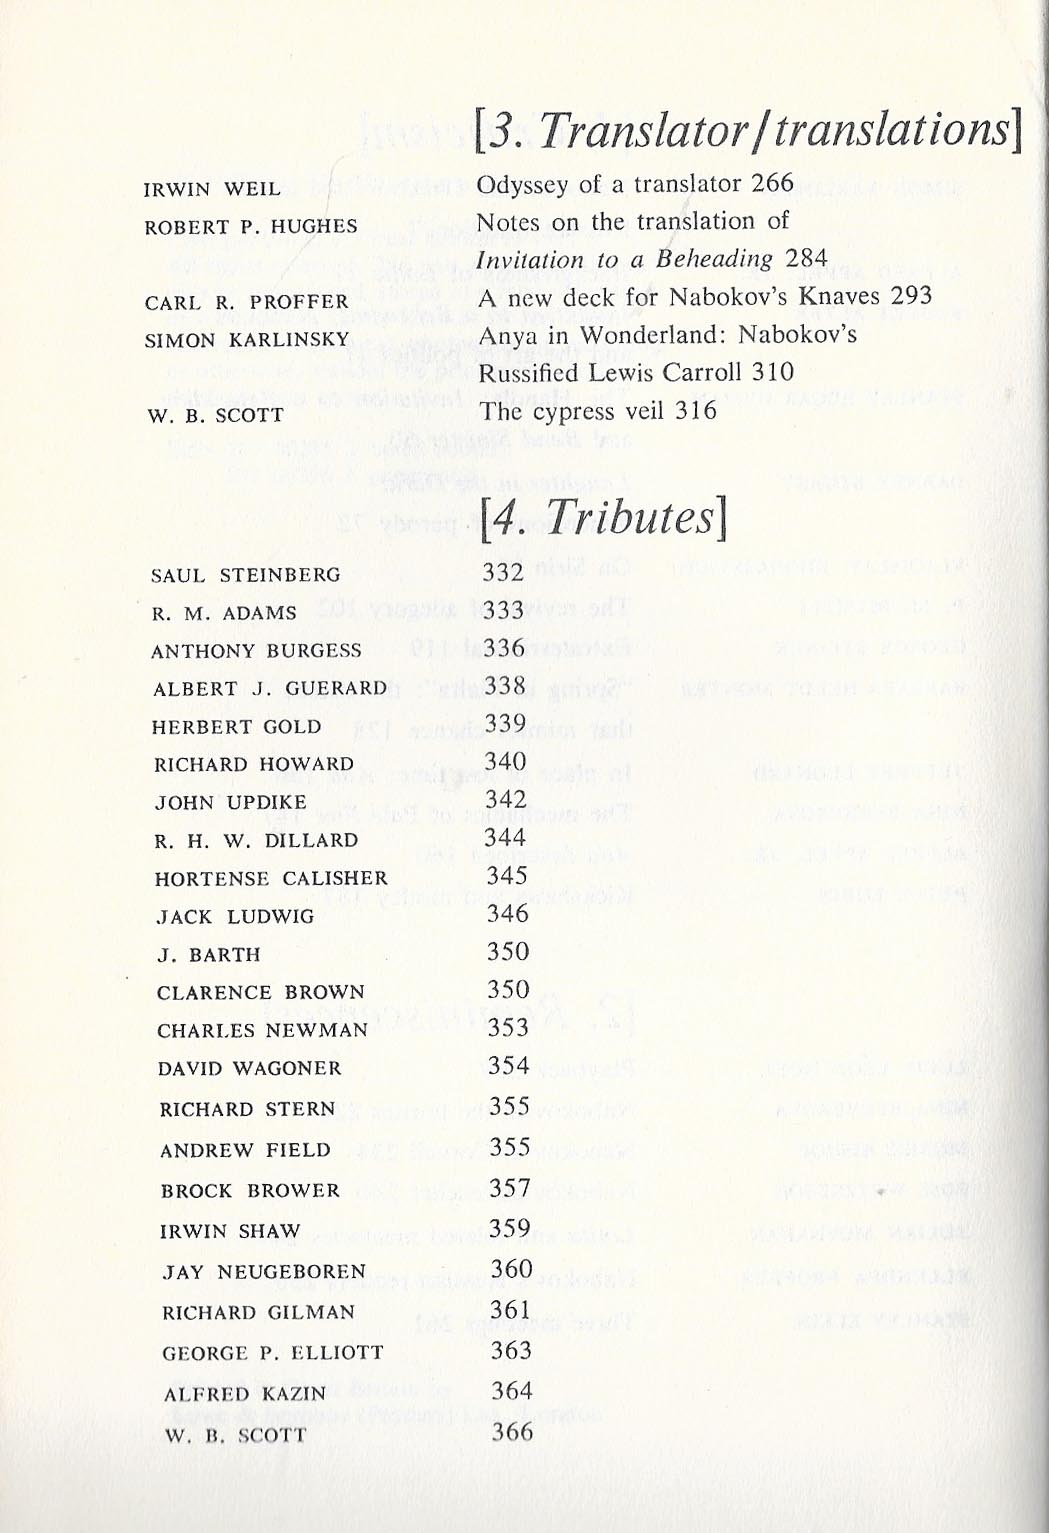 [3. Translator/translations]
IRWIN WEIL Odyssey of a translator 266
ROBERT P. HUGHES Notes on the translation of
Invitation to a Beheading 284
CARL R. PROFFER A new deck for Nabokov's Knaves 293
SIMON KARLINSKY Anya in Wonderland: Nabokov's
Russified Lewis Carroll 310
W. B. SCOTT The cypress veil 316
[4. Tributes]
SAUL STEINBERG 332
R. M. ADAMS 333
ANTHONY BURGESS 336
ALBERT J. GUERARD 338
HERBERT GOLD 339
RICHARD HOWARD 340
JOHN UPDIKE 342
R. H. W. DILLARD 344
HORTENSE CALISHER 345
JACK LUDWIG 346
J. BARTH 350
CLARENCE BROWN 350
CHARLES NEWMAN 353
DAVID WAGONER 354
RICHARD STERN 355
ANDREW FIELD 355
BROCK BROWER 357
IRWIN SHAW 359
JAY NEUGEBOREN 360
RICHARD GILMAN 361
GEORGE P. ELLIOTT 363
ALFRED KAZIN 364
W. B. SCOTT 366